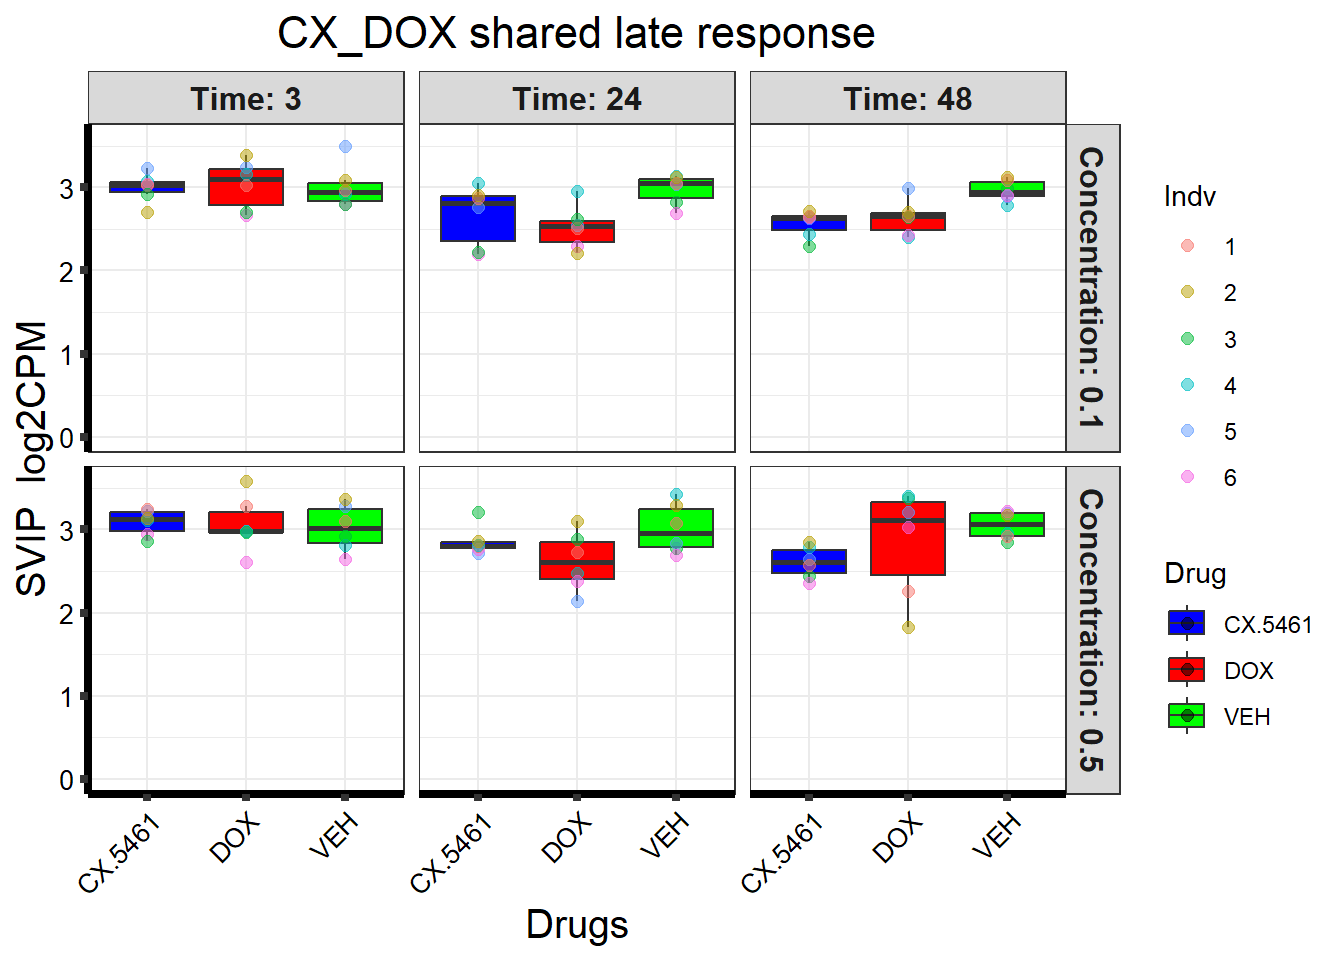 CX_DOX shared late response
Time: 3
Time: 24
Time: 48
SVIP  log2CPM
3
2
1
0
Concentration: 0.1
3
2
1
0
Concentration: 0.5
CX.5461
DOX
VEH
CX.5461
DOX
VEH
CX.5461
DOX
VEH
Drugs
Indv
1
2
3
4
5
6
Drug
CX.5461
DOX
VEH